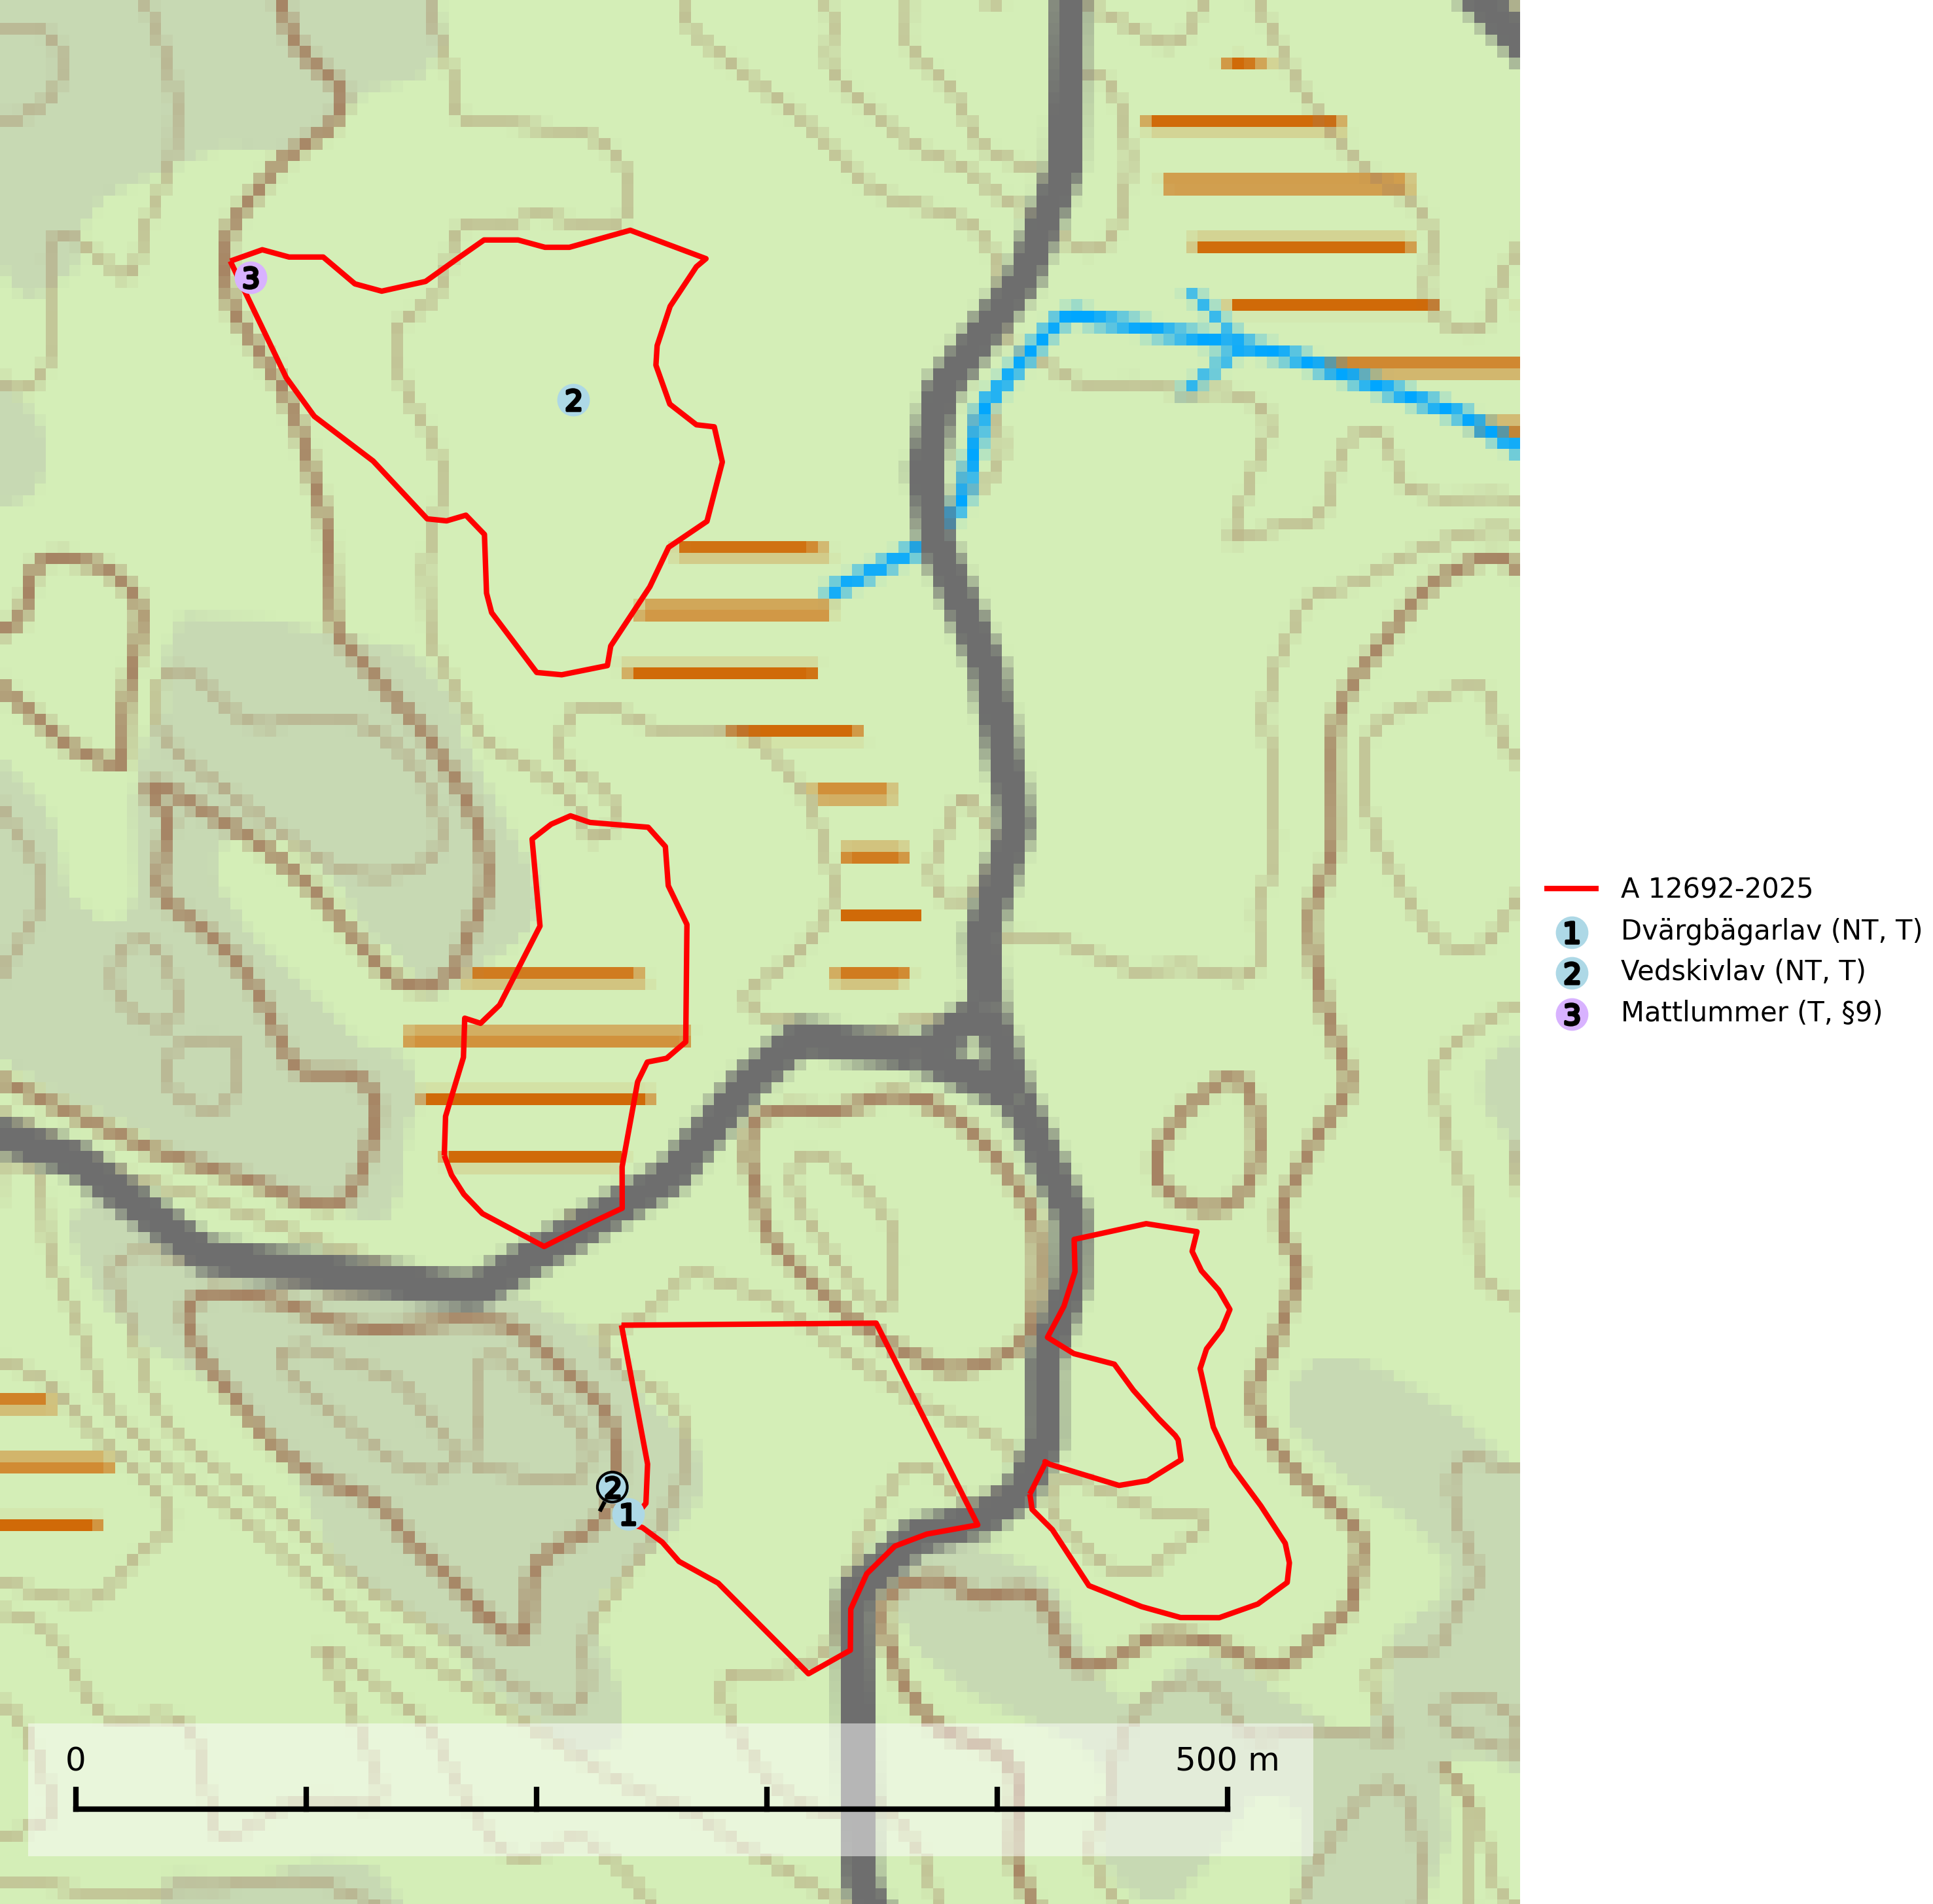 3
2
2
1
0
500 m
A 12692-2025
1 Dvärgbägarlav (NT, T)
2 Vedskivlav (NT, T)
3 Mattlummer (T, §9)